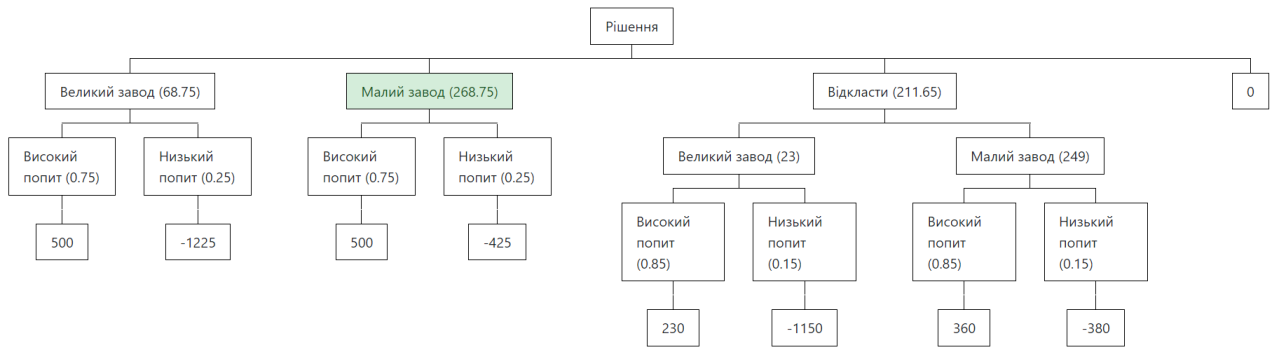 Рішення
Великий завод (68.75)
Малий завод (268.75)
Відкласти (211.65)
0
Високий
попит (0.75)
Низький
попит (0.25)
Високий
попит (0.75)
Низький
попит (0.25)
Великий завод (23)
Малий завод (249)
500
-1225
500
-425
Високий
попит
(0.85)
Низький
попит
(0.15)
Високий
попит
(0.85)
Низький
попит
(0.15)
230
-1150
360
-380